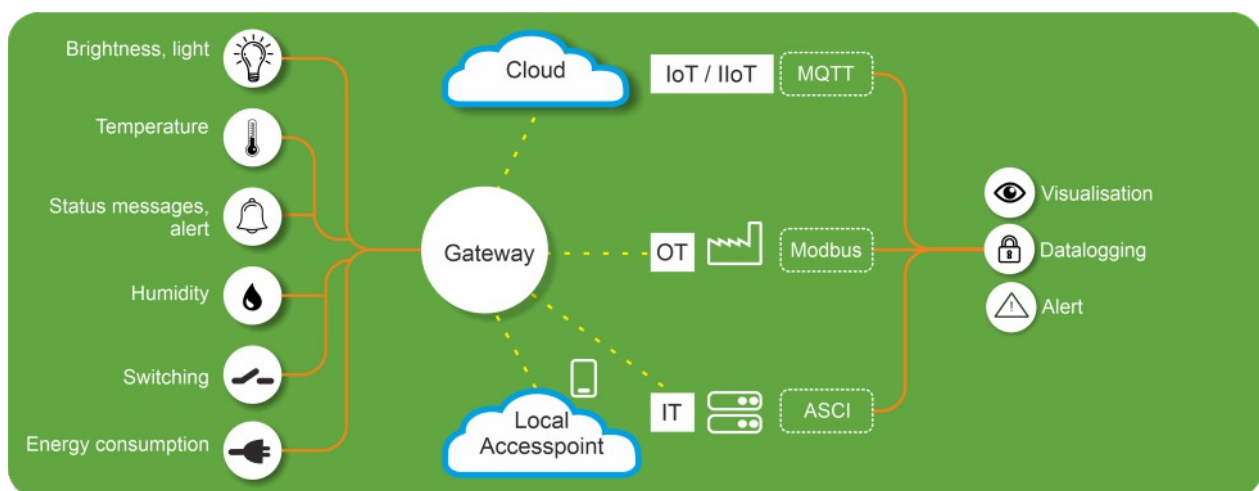 Brightness, light
Temperature
Status messages,
alert
Humidity
Switching
Energy consumption
Gateway
Cloud
IoT / IIoT
MQTT
OT
Modbus
Local
Accesspoint
IT
ASCI
Visualisation
Datalogging
Alert
!